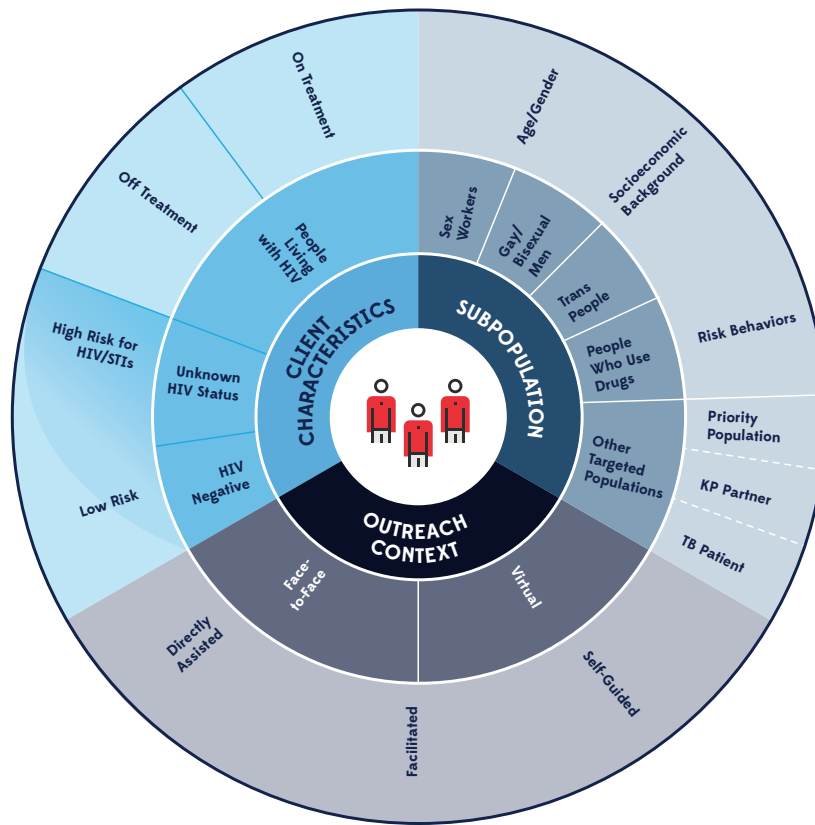 CLIENT
CHARACTERISTICS
People
Living
with HIV
On Treatment
Off Treatment
Unknown
HIV Status
HIV
Negative
High Risk for
HIV/STIs
Low Risk
SUBPOPULATION
Sex
Workers
Gay/
Bisexual
Men
Trans
People
People
Who Use
Drugs
Other
Targeted
Populations
Age/Gender
Socioeconomic
Background
Risk Behaviors
Priority
Population
KP Partner
TB Patient
OUTREACH
CONTEXT
Face-
to-Face
Virtual
Directly
Assisted
Facilitated
Self-Guided